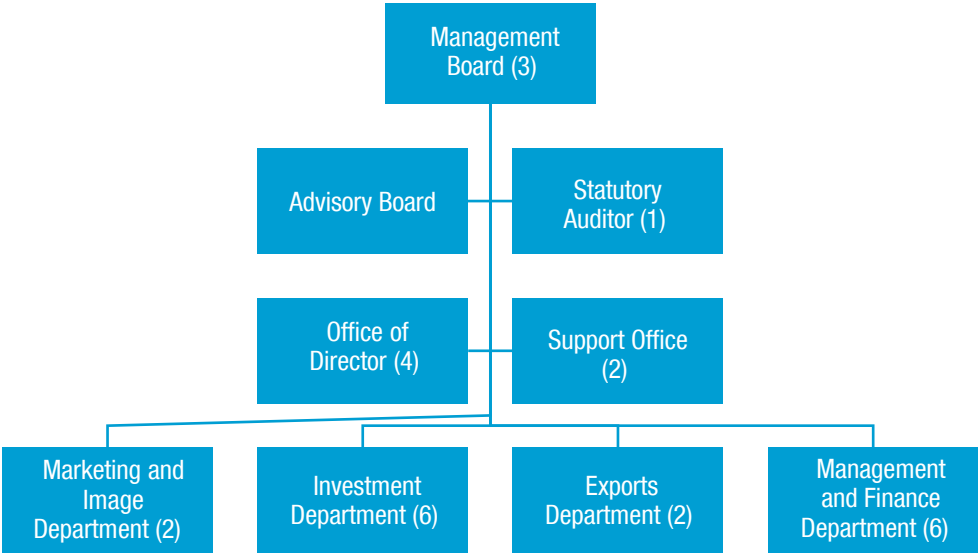 Management
Board (3)
Advisory Board
Statutory
Auditor (1)
Office of
Director (4)
Support Office
(2)
Marketing and
Image
Department (2)
Investment
Department (6)
Exports
Department (2)
Management
and Finance
Department (6)